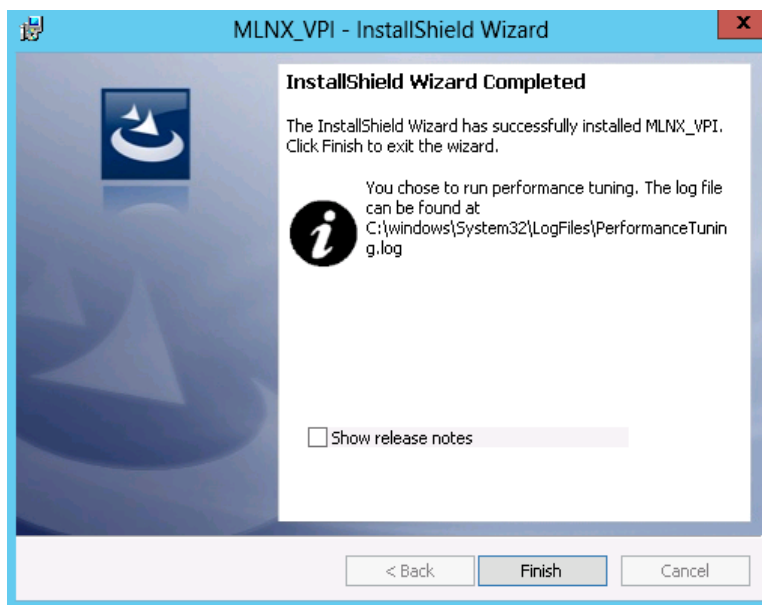 MLNX_VPI - InstallShield Wizard
x
InstallShield Wizard Completed
The InstallShield Wizard has successfully installed MLNX_VPI.
Click Finish to exit the wizard.
You chose to run performance tuning. The log file
can be found at
C:\windows\System32\LogFiles\PerformanceTunin
g.log
Show release notes
< Back
Finish
Cancel